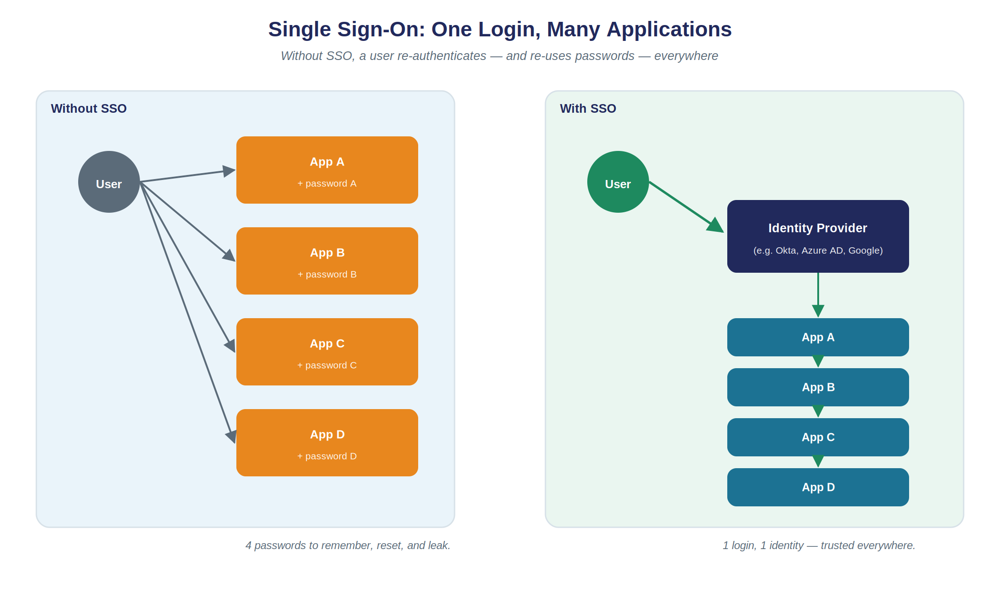 Single Sign-On: One Login, Many Applications
Without SSO, a user re-authenticates — and re-uses passwords — everywhere
Without SSO
User
App A
+ password A
App B
+ password B
App C
+ password C
App D
+ password D
4 passwords to remember, reset, and leak.
With SSO
User
Identity Provider
(e.g. Okta, Azure AD, Google)
App A
App B
App C
App D
1 login, 1 identity — trusted everywhere.